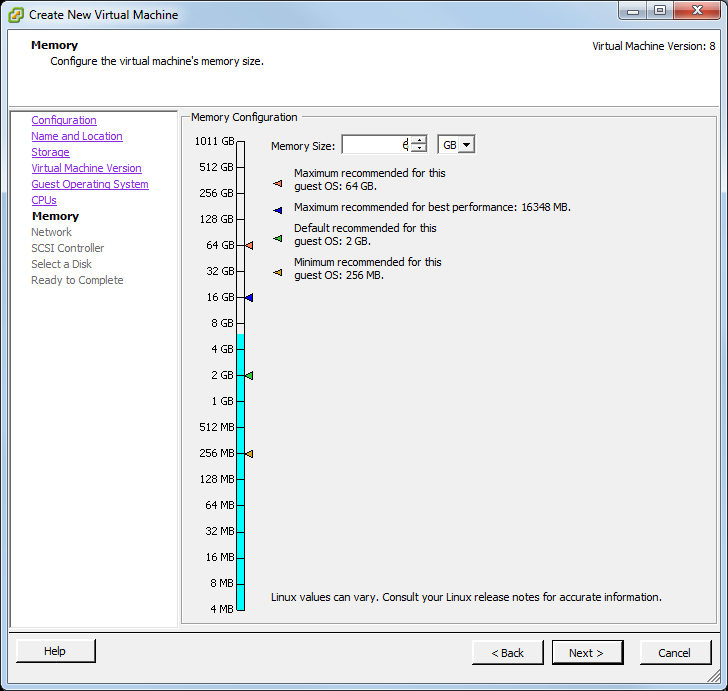 Create New Virtual Machine
Memory
Configure the virtual machine's memory size.
Virtual Machine Version: 8
Configuration
Name and Location
Storage
Virtual Machine Version
Guest Operating System
CPUs
Memory
Network
SCSI Controller
Select a Disk
Ready to Complete
Memory Configuration
1011 GB
512 GB
256 GB
128 GB
64 GB
32 GB
16 GB
8 GB
4 GB
2 GB
1 GB
512 MB
256 MB
128 MB
64 MB
32 MB
16 MB
8 MB
4 MB
Memory Size: 6 GB
Maximum recommended for this
guest OS: 64 GB.
Maximum recommended for best performance: 16348 MB.
Default recommended for this
guest OS: 2 GB.
Minimum recommended for this
guest OS: 256 MB.
Linux values can vary. Consult your Linux release notes for accurate information.
Help
< Back
Next >
Cancel